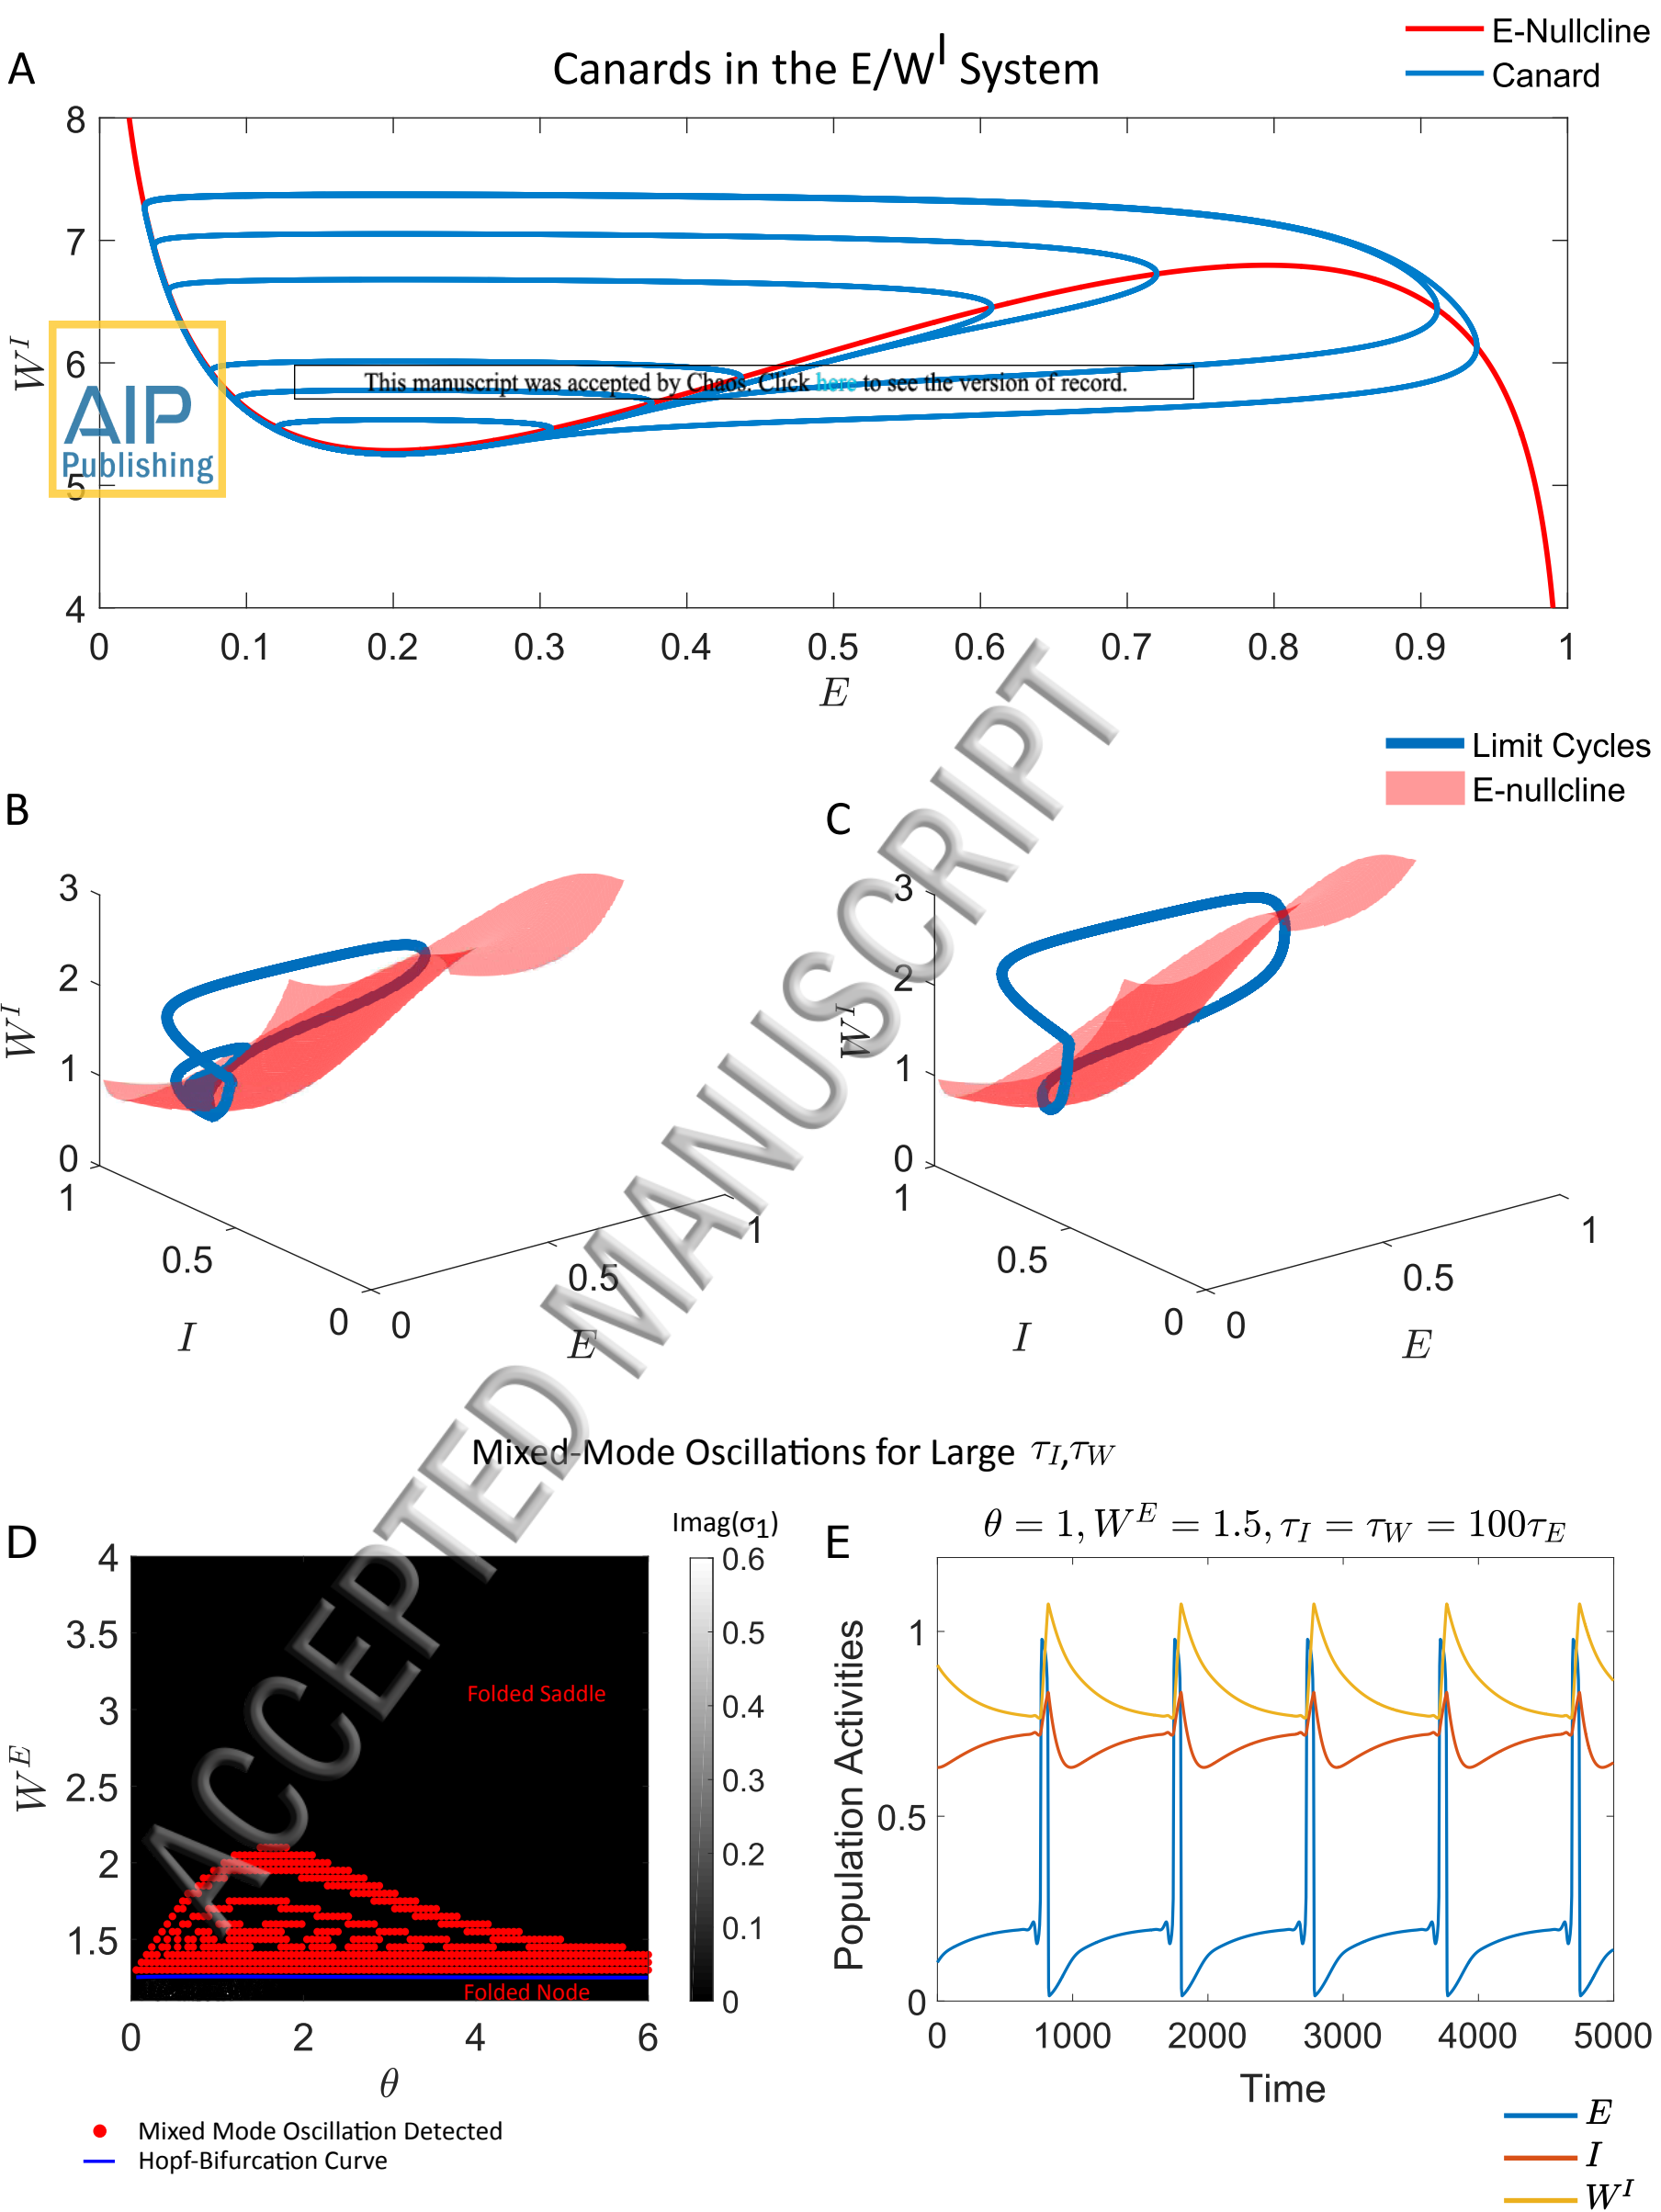 E-Nullcline
Canard
A
Canards in the E/W^I System
8
7
6
5
4
W^I
0 0.1 0.2 0.3 0.4 0.5 0.6 0.7 0.8 0.9 1
E
AIP
Publishing
This manuscript was accepted by Chaos. Click here to see the version of record.
Limit Cycles
E-nullcline
B
3
2
1
0
W^I
1
0.5
0
I
0
0.5
1
E
C
3
2
1
0
W^I
1
0.5
0
I
0
0.5
1
E
ACCEPTED MANUSCRIPT
Mixed-Mode Oscillations for Large τ_I,τ_W
D
Imag(σ_1)
4
3.5
3
2.5
2
1.5
W^E
Folded Saddle
Folded Node
0 2 4 6
θ
0.6
0.5
0.4
0.3
0.2
0.1
0
Mixed Mode Oscillation Detected
Hopf-Bifurcation Curve
E
θ = 1, W^E = 1.5, τ_I = τ_W = 100τ_E
1
0.5
0
Population Activities
0 1000 2000 3000 4000 5000
Time
E
I
W^I